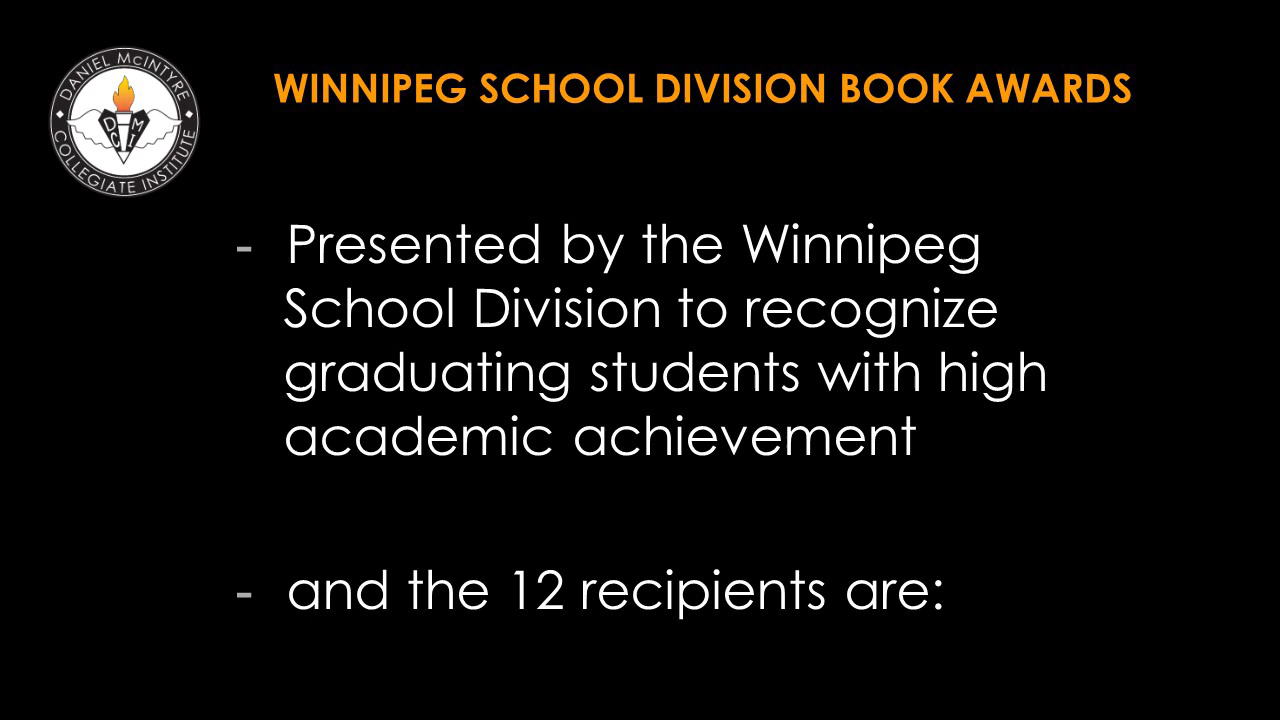 DANIEL McINTYRE
COLLEGIATE INSTITUTE
D M
C I
WINNIPEG SCHOOL DIVISION BOOK AWARDS
- Presented by the Winnipeg
School Division to recognize
graduating students with high
academic achievement
- and the 12 recipients are: